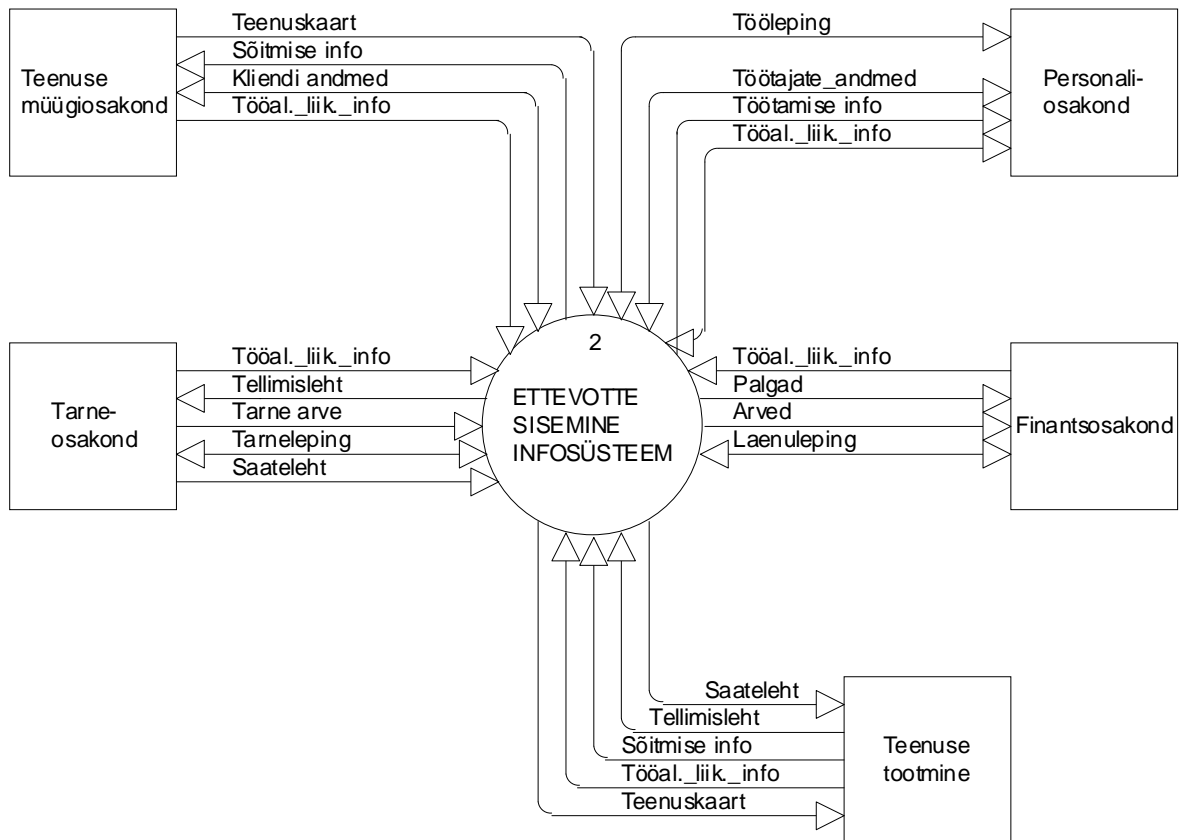 Teenuskaart
Sõitmise info
Kliendi andmed
Tööal._liik._info
Teenuse
müügiosakond
Tööleping
Töötajate_andmed
Töötamise info
Tööal._liik._info
Personali-
osakond
2
ETTEVOTTE
SISEMINE
INFOSÜSTEEM
Tööal._liik._info
Tellimisleht
Tarne arve
Tarneleping
Saateleht
Tarne-
osakond
Tööal._liik._info
Palgad
Arved
Laenuleping
Finantsosakond
Saateleht
Tellimisleht
Sõitmise info
Tööal._liik._info
Teenuskaart
Teenuse
tootmine